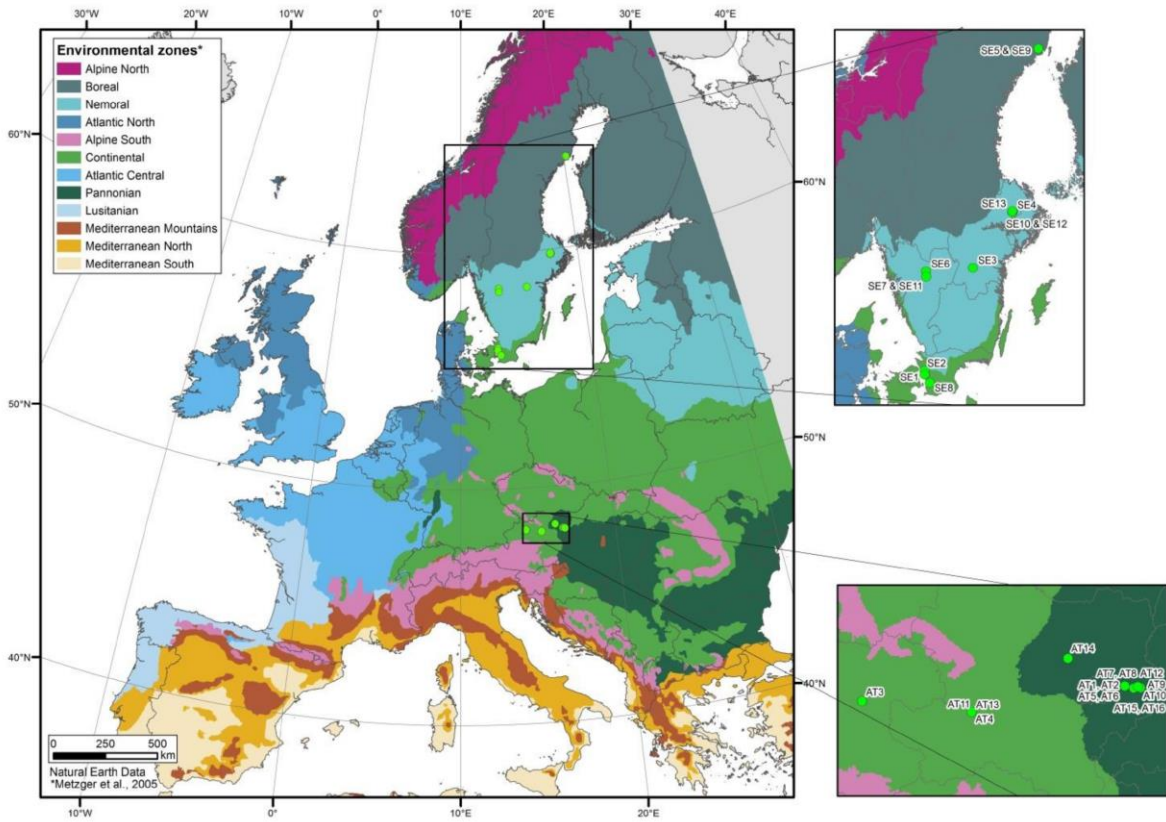 30°W 20°W 10°W 0° 10°E 20°E 30°E 40°E
Environmental zones*
Alpine North
Boreal
Nemoral
Atlantic North
Alpine South
Continental
Atlantic Central
Pannonian
Lusitanian
Mediterranean Mountains
Mediterranean North
Mediterranean South
60°N
50°N
40°N
60°N
50°N
40°N
0 250 500
km
Natural Earth Data
*Metzger et al., 2005
10°W 0° 10°E 20°E
SE5 & SE9
SE13 SE4
SE10 & SE12
SE6 SE3
SE7 & SE11
SE2
SE1
SE8
AT14
AT7, AT8 AT12
AT1, AT2 AT9
AT5, AT6 AT10
AT15, AT16
AT3
AT11 AT13
AT4